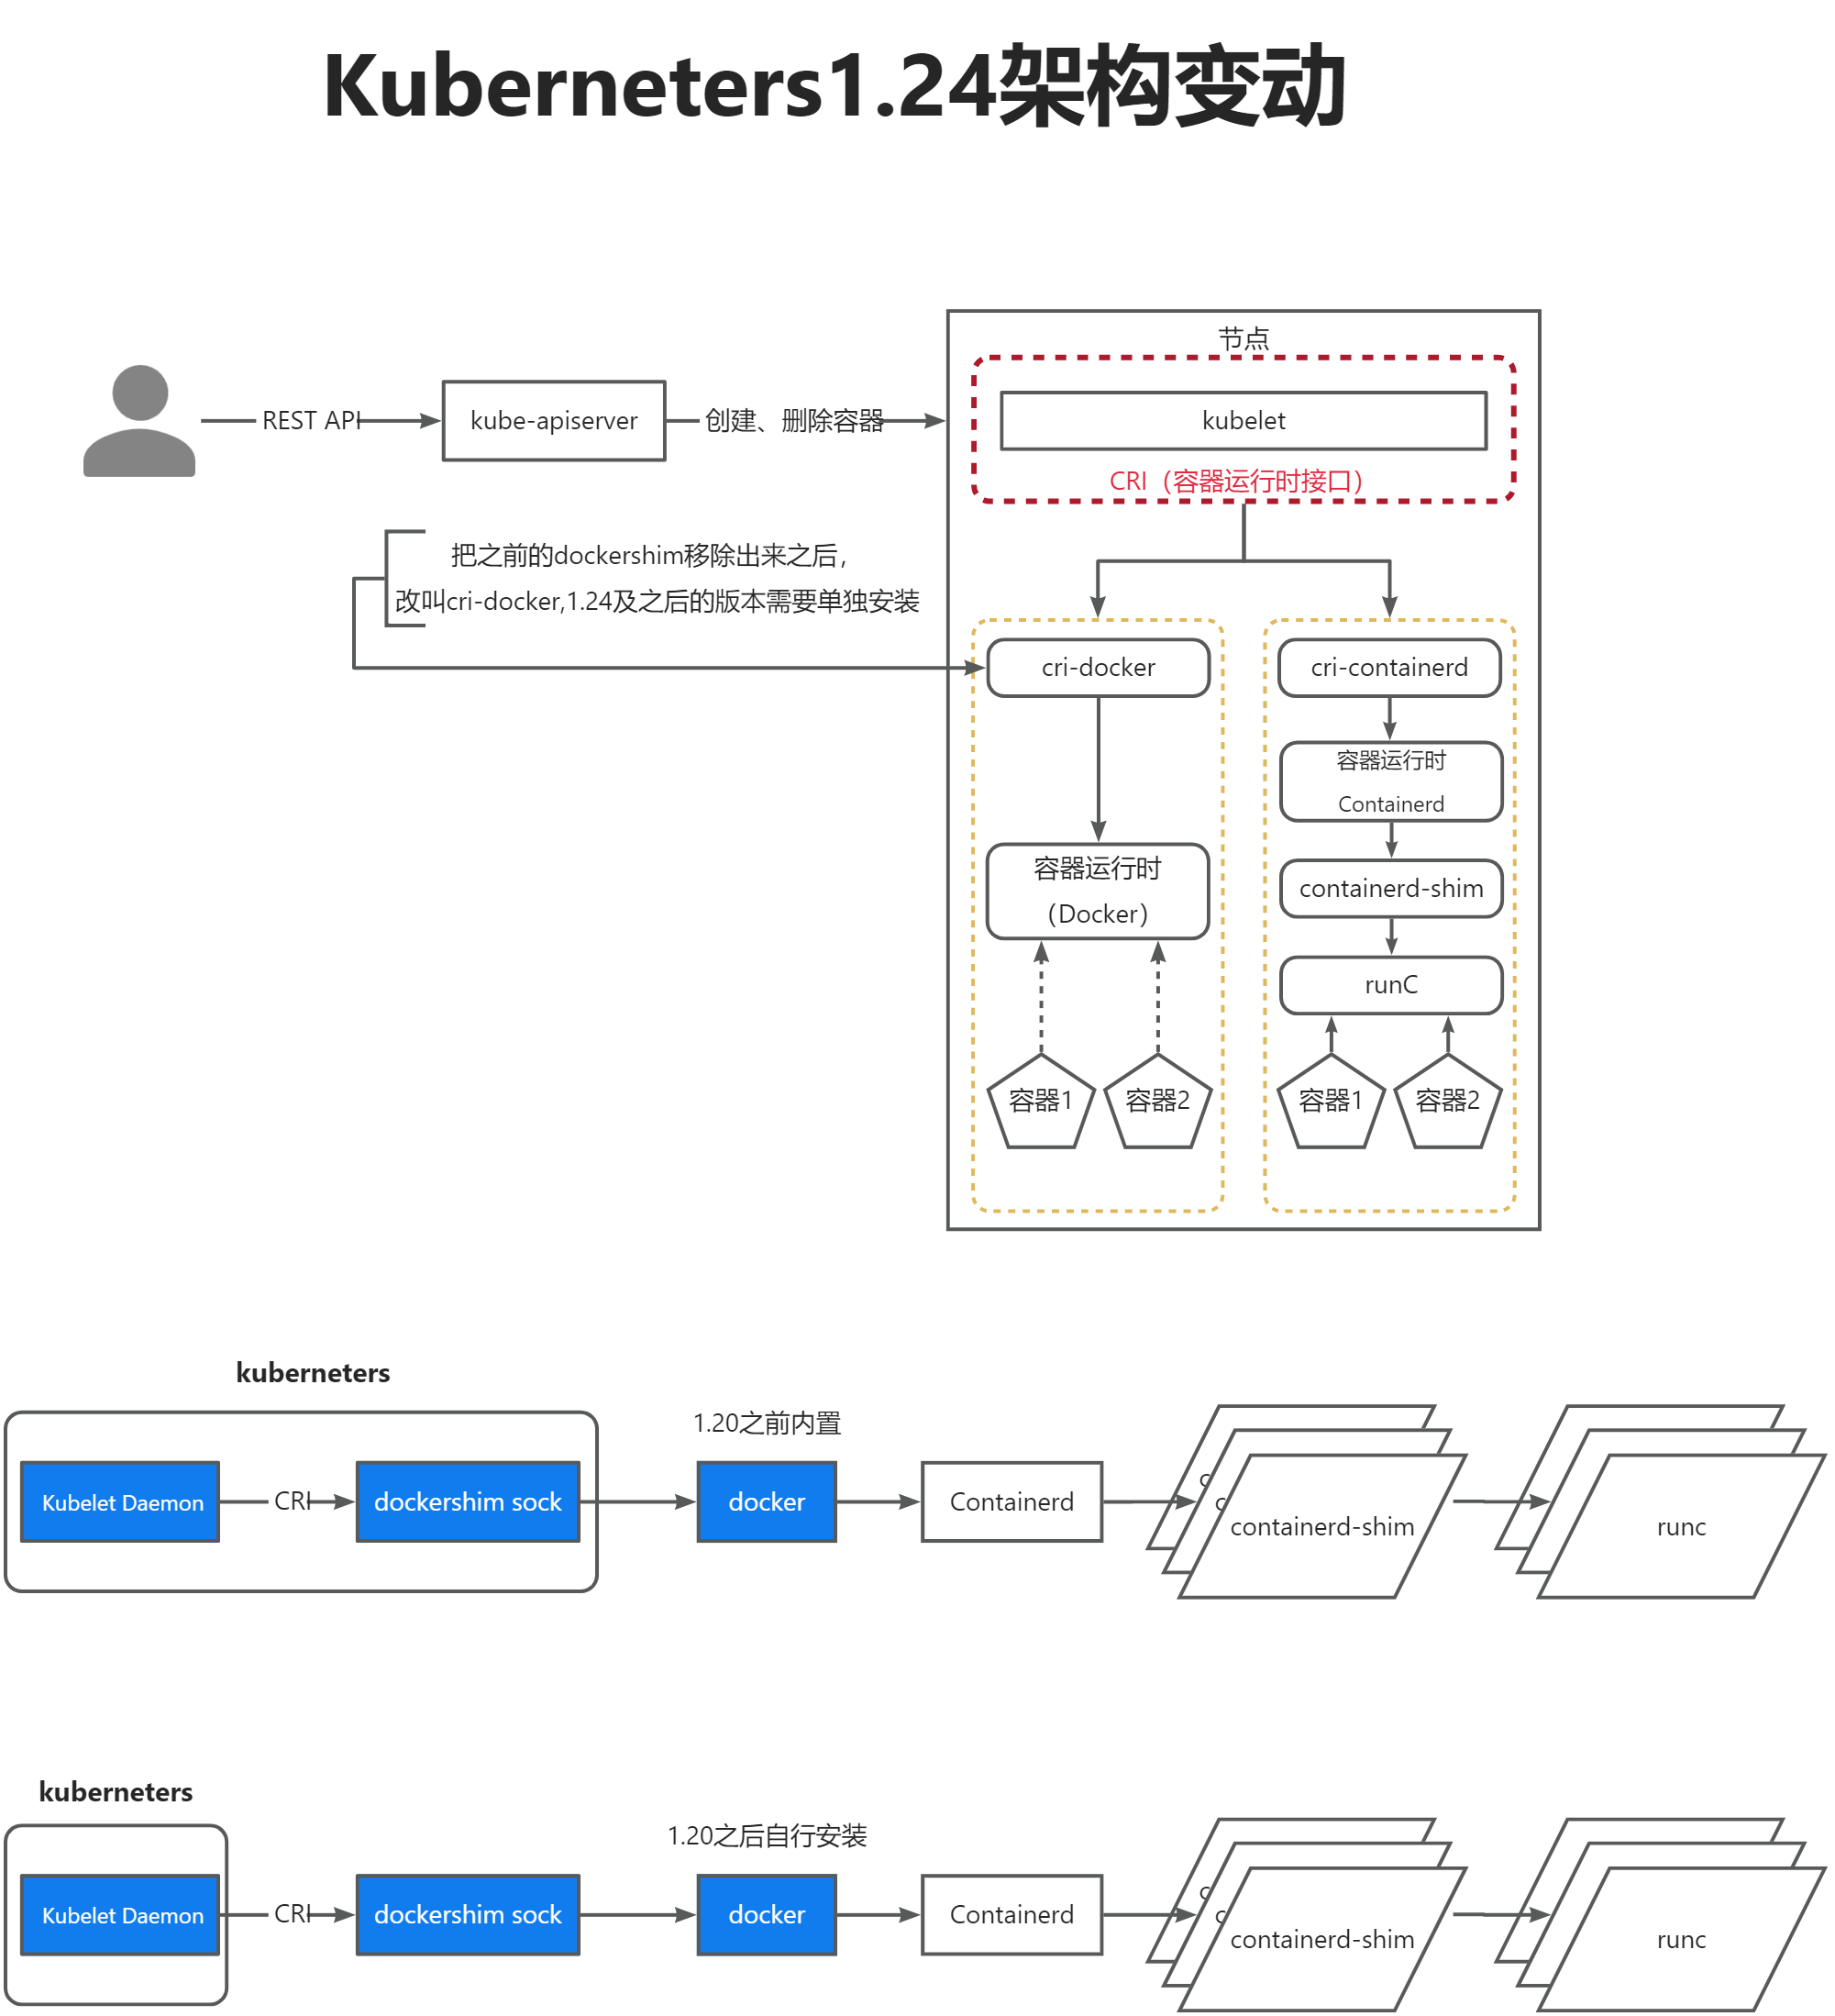 Kuberneters1.24架构变动
节点
REST API
kube-apiserver
创建、删除容器
kubelet
CRI（容器运行时接口）
把之前的dockershim移除出来之后，
改叫cri-docker,1.24及之后的版本需要单独安装
cri-docker
cri-containerd
容器运行时
Containerd
容器运行时
（Docker）
containerd-shim
runC
容器1
容器2
容器1
容器2
kuberneters
1.20之前内置
Kubelet Daemon
CRI
dockershim sock
docker
Containerd
containerd-shim
runc
kuberneters
1.20之后自行安装
Kubelet Daemon
CRI
dockershim sock
docker
Containerd
containerd-shim
runc